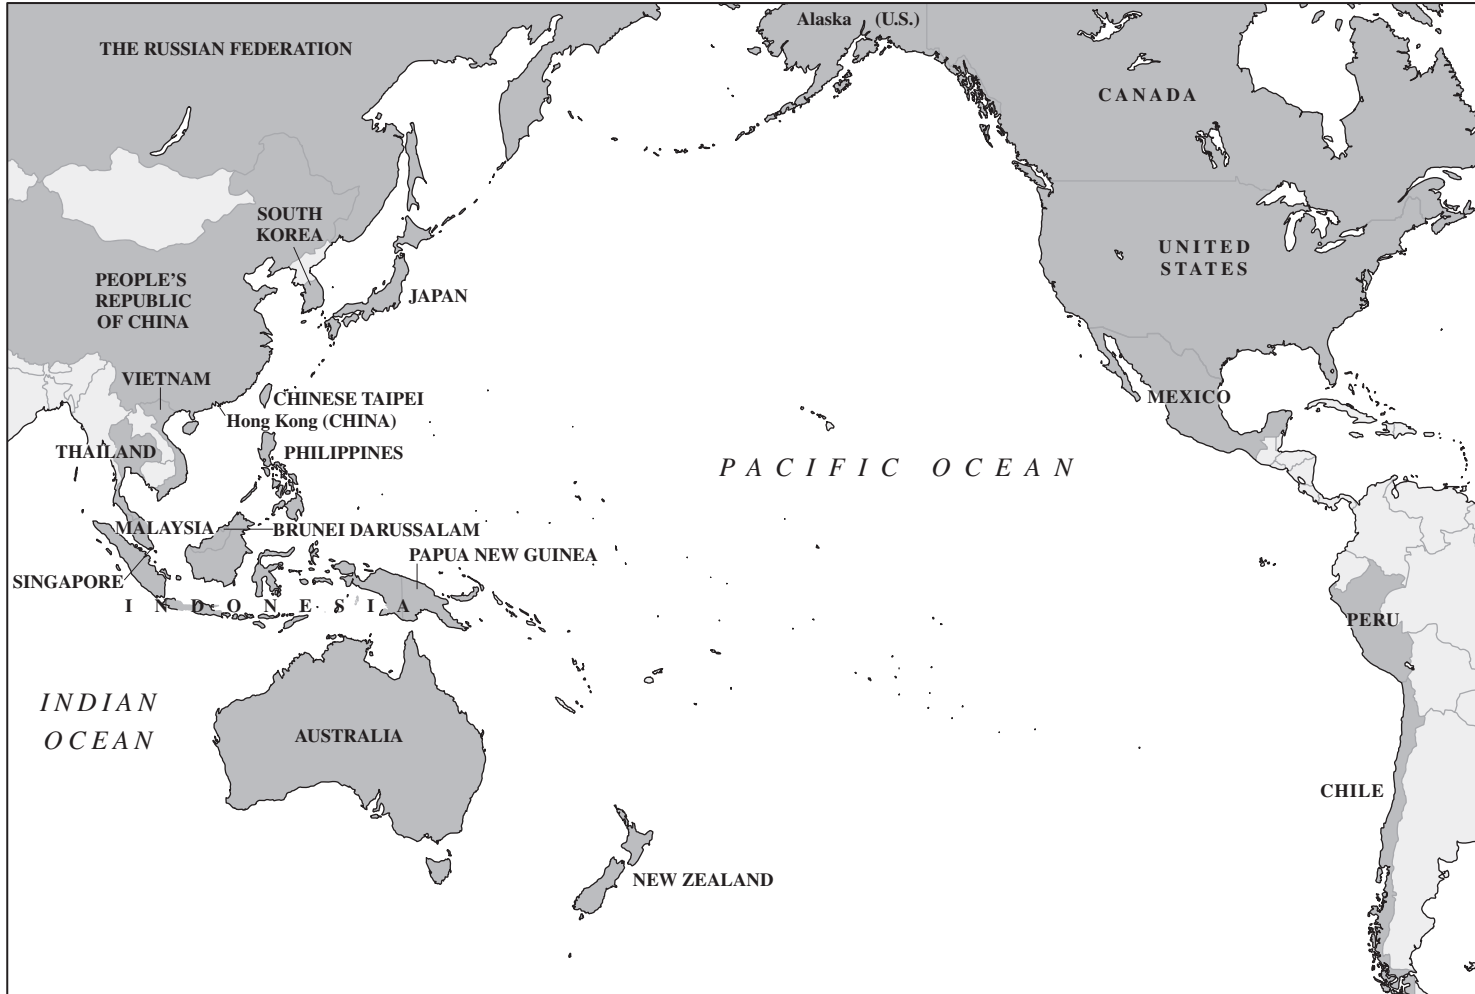 Alaska (U.S.)
THE RUSSIAN FEDERATION
CANADA
SOUTH
KOREA
UNITED
STATES
PEOPLE'S
REPUBLIC
OF CHINA
JAPAN
VIETNAM
CHINESE TAIPEI
MEXICO
Hong Kong (CHINA)
THAILAND
PHILIPPINES
PACIFIC OCEAN
MALAYSIA
BRUNEI DARUSSALAM
PAPUA NEW GUINEA
SINGAPORE
INDONESIA
PERU
INDIAN
OCEAN
AUSTRALIA
CHILE
NEW ZEALAND